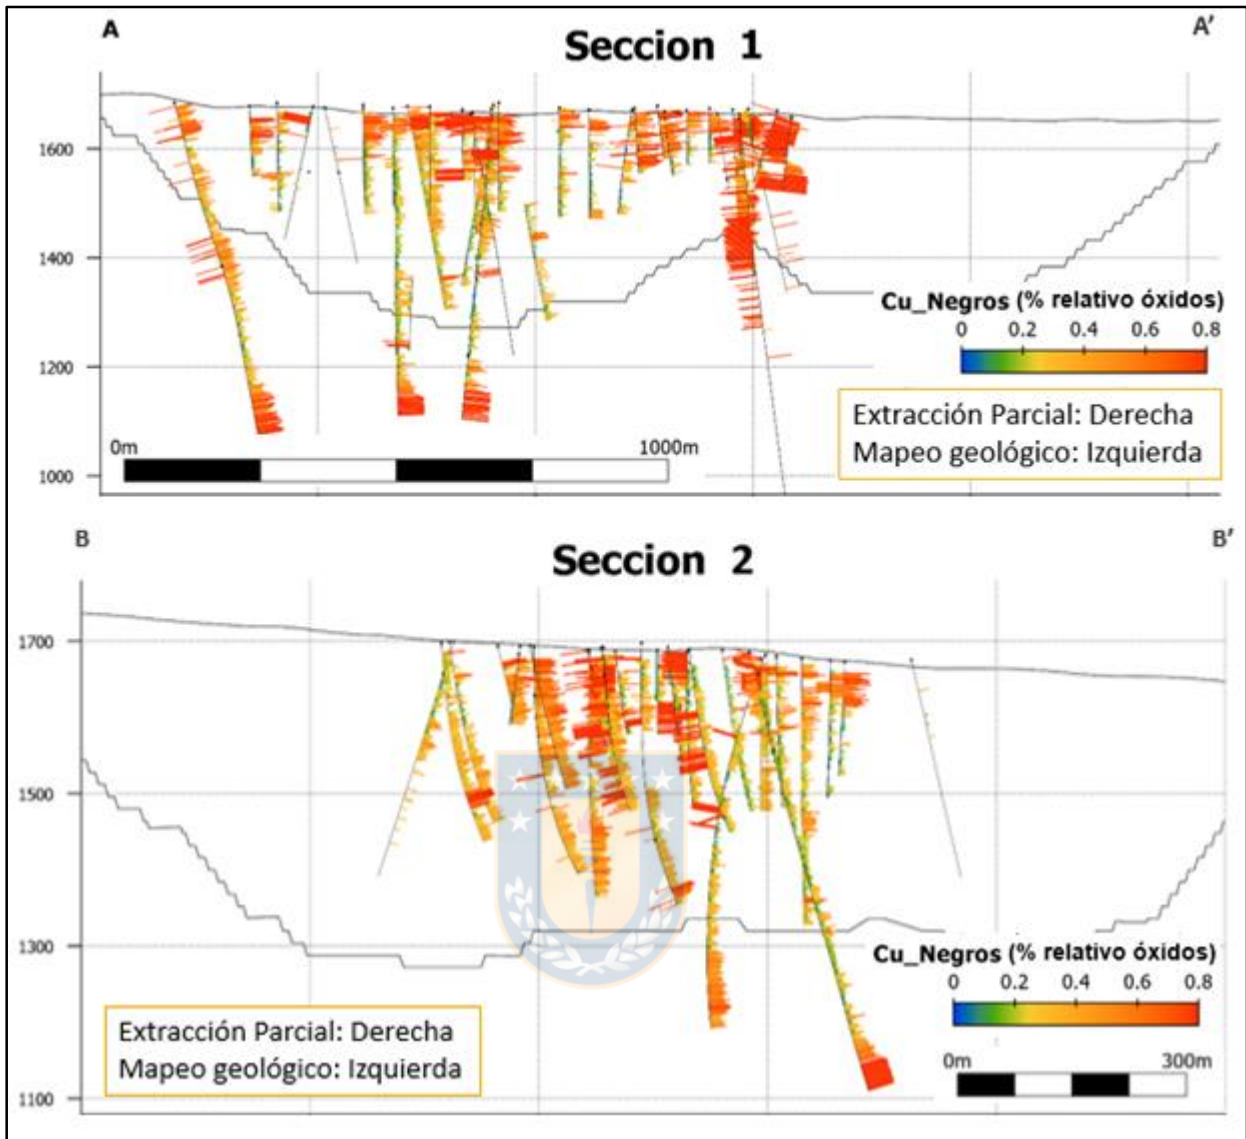 A
A'
Seccion 1
1600
1400
1200
1000
Cu_Negros (% relativo óxidos)
0 0.2 0.4 0.6 0.8
Extracción Parcial: Derecha
Mapeo geológico: Izquierda
0m 1000m
B
B'
Seccion 2
1700
1500
1300
1100
Cu_Negros (% relativo óxidos)
0 0.2 0.4 0.6 0.8
Extracción Parcial: Derecha
Mapeo geológico: Izquierda
0m 300m